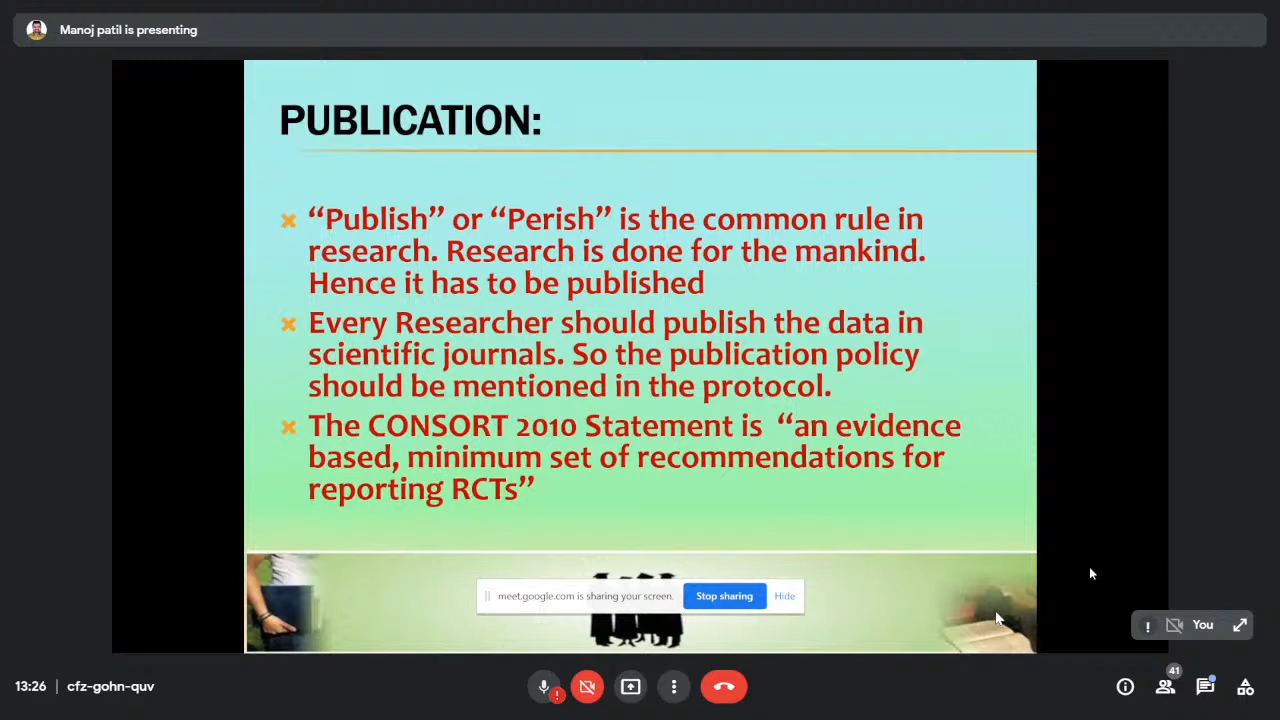 Manoj patil is presenting
PUBLICATION:
“Publish” or “Perish” is the common rule in
research. Research is done for the mankind.
Hence it has to be published
Every Researcher should publish the data in
scientific journals. So the publication policy
should be mentioned in the protocol.
The CONSORT 2010 Statement is “an evidence
based, minimum set of recommendations for
reporting RCTs”
meet.google.com is sharing your screen. Stop sharing Hide
You
13:26 | cfz-gohn-quv
41